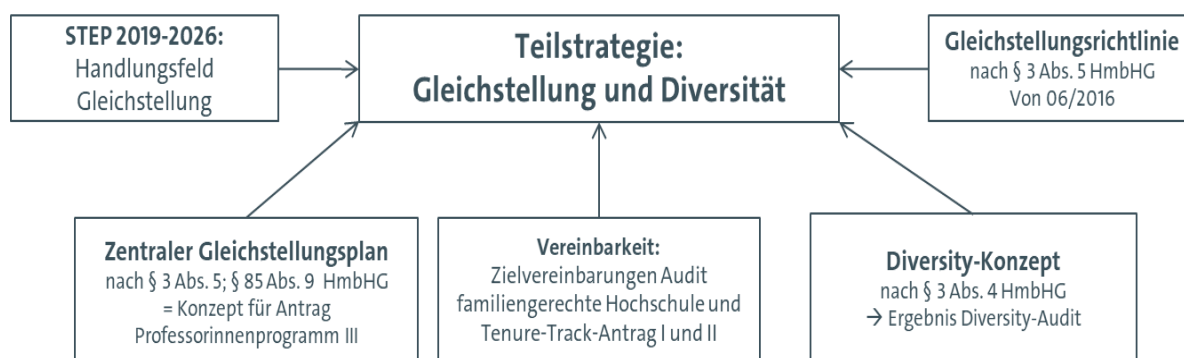 STEP 2019-2026:
Handlungsfeld
Gleichstellung
Teilstrategie:
Gleichstellung und Diversität
Gleichstellungsrichtlinie
nach § 3 Abs. 5 HmbHG
Von 06/2016
Zentraler Gleichstellungsplan
nach § 3 Abs. 5; § 85 Abs. 9 HmbHG
= Konzept für Antrag
Professorinnenprogramm III
Vereinbarkeit:
Zielvereinbarungen Audit
familiengerechte Hochschule und
Tenure-Track-Antrag I und II
Diversity-Konzept
nach § 3 Abs. 4 HmbHG
→ Ergebnis Diversity-Audit